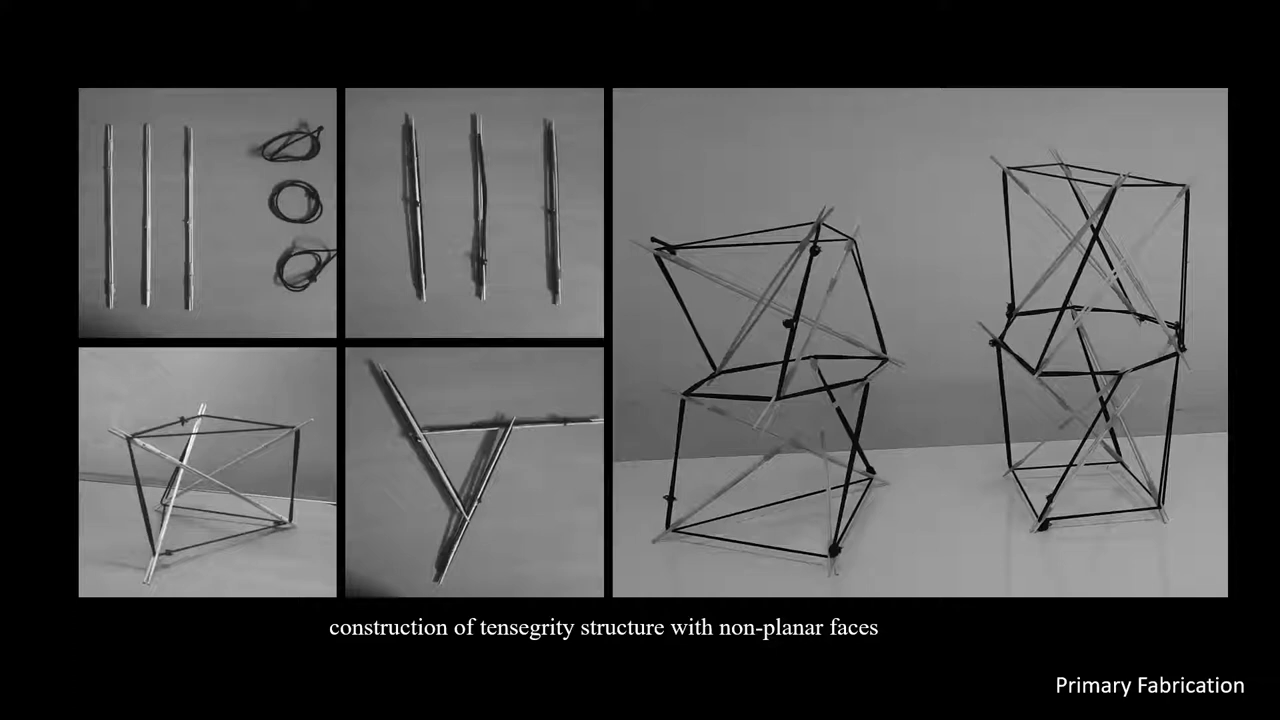 construction of tensegrity structure with non-planar faces
Primary Fabrication